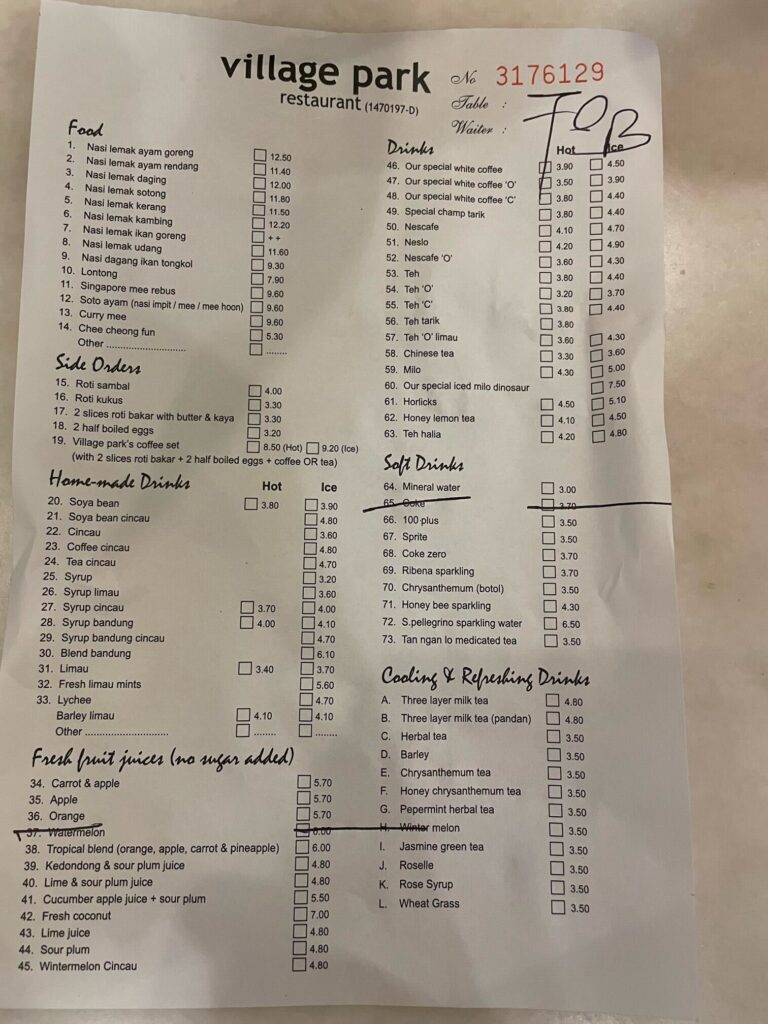 village park
restaurant (1470197-D)
No 3176129
Table : TOB
Waiter :
Food
1. Nasi lemak ayam goreng 12.50
2. Nasi lemak ayam rendang 11.40
3. Nasi lemak daging 12.00
4. Nasi lemak sotong 11.80
5. Nasi lemak kerang 11.50
6. Nasi lemak kambing 12.20
7. Nasi lemak ikan goreng ++
8. Nasi lemak udang 11.60
9. Nasi dagang ikan tongkol 9.30
10. Lontong 7.90
11. Singapore mee rebus 9.60
12. Soto ayam (nasi impit / mee / mee hoon) 9.60
13. Curry mee 9.60
14. Chee cheong fun 5.30
Other ........................... ........
Side Orders
15. Roti sambal 4.00
16. Roti kukus 3.30
17. 2 slices roti bakar with butter & kaya 3.30
18. 2 half boiled eggs 3.20
19. Village park's coffee set 8.50 (Hot) 9.20 (Ice)
(with 2 slices roti bakar + 2 half boiled eggs + coffee OR tea)
Home-made Drinks Hot Ice
20. Soya bean 3.80 3.90
21. Soya bean cincau 4.80
22. Cincau 3.60
23. Coffee cincau 4.80
24. Tea cincau 4.70
25. Syrup 3.20
26. Syrup limau 3.60
27. Syrup cincau 3.70 4.00
28. Syrup bandung 4.00 4.10
29. Syrup bandung cincau 4.70
30. Blend bandung 6.10
31. Limau 3.40 3.70
32. Fresh limau mints 5.60
33. Lychee 4.70
Barley limau 4.10 4.10
Other ........................... ........ ........
Fresh fruit juices (no sugar added)
34. Carrot & apple 5.70
35. Apple 5.70
36. Orange 5.70
37. Watermelon 6.00
38. Tropical blend (orange, apple, carrot & pineapple) 6.00
39. Kedondong & sour plum juice 4.80
40. Lime & sour plum juice 4.80
41. Cucumber apple juice + sour plum 5.50
42. Fresh coconut 7.00
43. Lime juice 4.80
44. Sour plum 4.80
45. Wintermelon Cincau 4.80
Drinks Hot Ice
46. Our special white coffee 3.90 4.50
47. Our special white coffee 'O' 3.50 3.90
48. Our special white coffee 'C' 3.80 4.40
49. Special champ tarik 3.80 4.40
50. Nescafe 4.10 4.70
51. Neslo 4.20 4.90
52. Nescafe 'O' 3.60 4.30
53. Teh 3.80 4.40
54. Teh 'O' 3.20 3.70
55. Teh 'C' 3.80 4.40
56. Teh tarik 3.80
57. Teh 'O' limau 3.60 4.30
58. Chinese tea 3.30 3.60
59. Milo 4.30 5.00
60. Our special iced milo dinosaur 7.50
61. Horlicks 4.50 5.10
62. Honey lemon tea 4.10 4.50
63. Teh halia 4.20 4.80
Soft Drinks
64. Mineral water 3.00
65. Coke 3.70
66. 100 plus 3.50
67. Sprite 3.50
68. Coke zero 3.70
69. Ribena sparkling 3.70
70. Chrysanthemum (botol) 3.50
71. Honey bee sparkling 4.30
72. S.pellegrino sparkling water 6.50
73. Tan ngan lo medicated tea 3.50
Cooling & Refreshing Drinks
A. Three layer milk tea 4.80
B. Three layer milk tea (pandan) 4.80
C. Herbal tea 3.50
D. Barley 3.50
E. Chrysanthemum tea 3.50
F. Honey chrysanthemum tea 3.50
G. Pepermint herbal tea 3.50
H. Winter melon 3.50
I. Jasmine green tea 3.50
J. Roselle 3.50
K. Rose Syrup 3.50
L. Wheat Grass 3.50